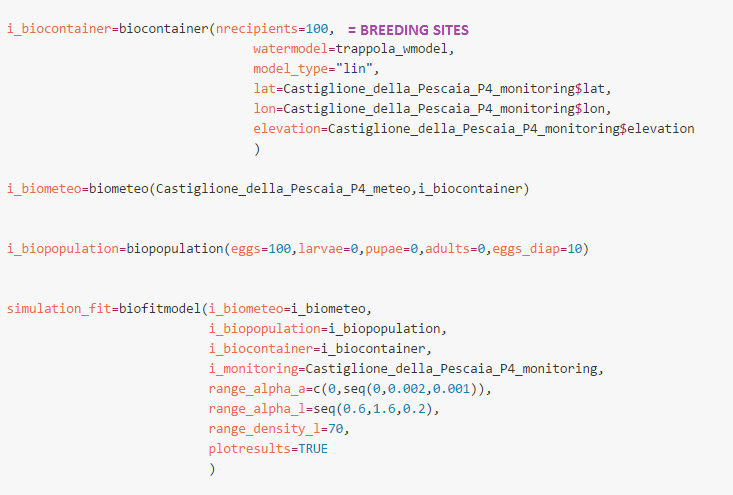 i_biocontainer=biocontainer(nrecipients=100, = BREEDING SITES
watermodel=trappola_wmodel,
model_type="lin",
lat=Castiglione_della_Pescaia_P4_monitoring$lat,
lon=Castiglione_della_Pescaia_P4_monitoring$lon,
elevation=Castiglione_della_Pescaia_P4_monitoring$elevation
)
i_biometeo=biometeo(Castiglione_della_Pescaia_P4_meteo,i_biocontainer)
i_biopopulation=biopopulation(eggs=100,larvae=0,pupae=0,adults=0,eggs_diap=10)
simulation_fit=biofitmodel(i_biometeo=i_biometeo,
i_biopopulation=i_biopopulation,
i_biocontainer=i_biocontainer,
i_monitoring=Castiglione_della_Pescaia_P4_monitoring,
range_alpha_a=c(0,seq(0,0.002,0.001)),
range_alpha_l=seq(0.6,1.6,0.2),
range_density_l=70,
plotresults=TRUE
)